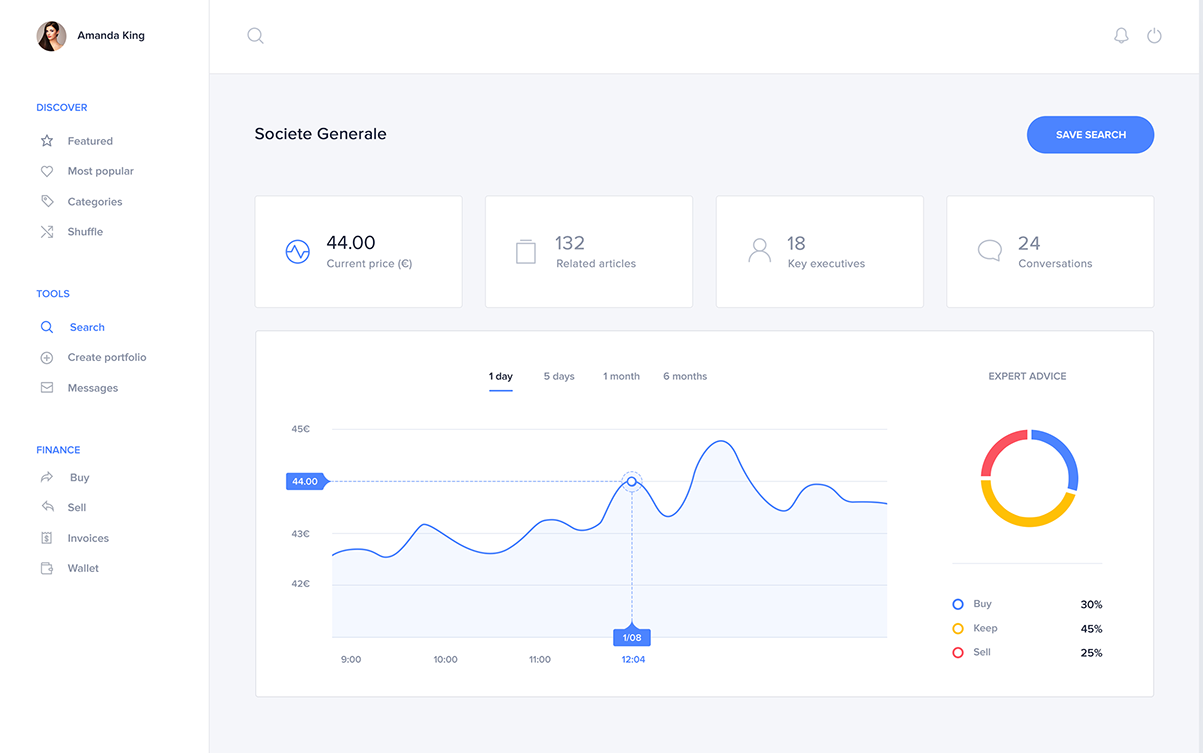 Amanda King
DISCOVER
Featured
Most popular
Categories
Shuffle
TOOLS
Search
Create portfolio
Messages
FINANCE
Buy
Sell
Invoices
Wallet
Societe Generale
SAVE SEARCH
44.00
Current price (€)
132
Related articles
18
Key executives
24
Conversations
1 day 5 days 1 month 6 months
45€
44.00
43€
42€
1/08
9:00 10:00 11:00 12:04
EXPERT ADVICE
Buy 30%
Keep 45%
Sell 25%